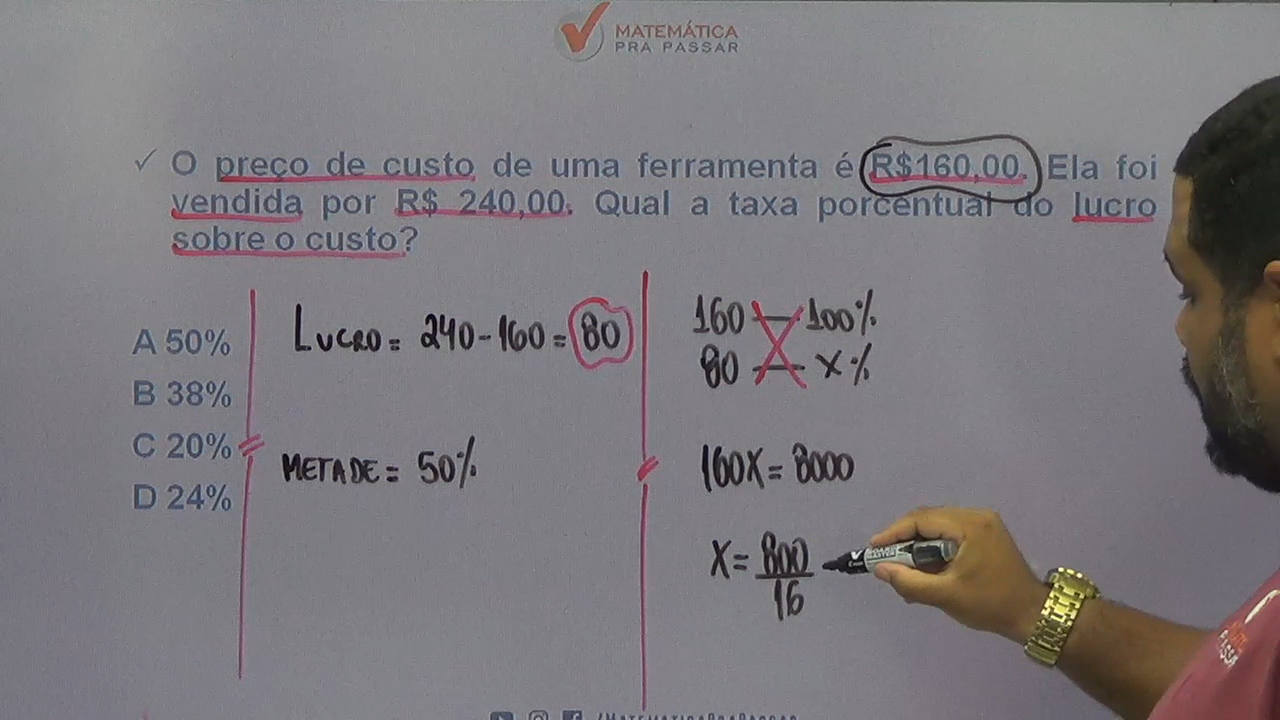 MATEMÁTICA
PRA PASSAR
✓ O preço de custo de uma ferramenta é R$160,00. Ela foi
vendida por R$ 240,00. Qual a taxa porcentual do lucro
sobre o custo?
A 50%
B 38%
C 20%
D 24%
LUCRO = 240-160 = 80
METADE = 50%
160 — 100%
80 — X%
160X = 8000
X = 800
16
/MATEMATICAPRAPASSAR